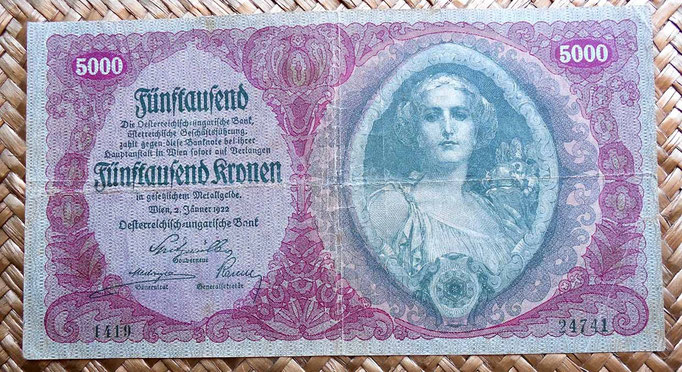 5000
5000
Fünftausend
Die Oesterreichisch-ungarische Bank,
österreichische Geschäftsführung,
zahlt gegen diese Banknote bei ihrer
Hauptanstalt in Wien sofort auf Verlangen
Fünftausend Kronen
in gesetzlichem Metallgelde.
Wien, 2. Jänner 1922
Oesterreichisch-ungarische Bank
Gouverneur
Generalrat
Generalsekretär
1419
24741